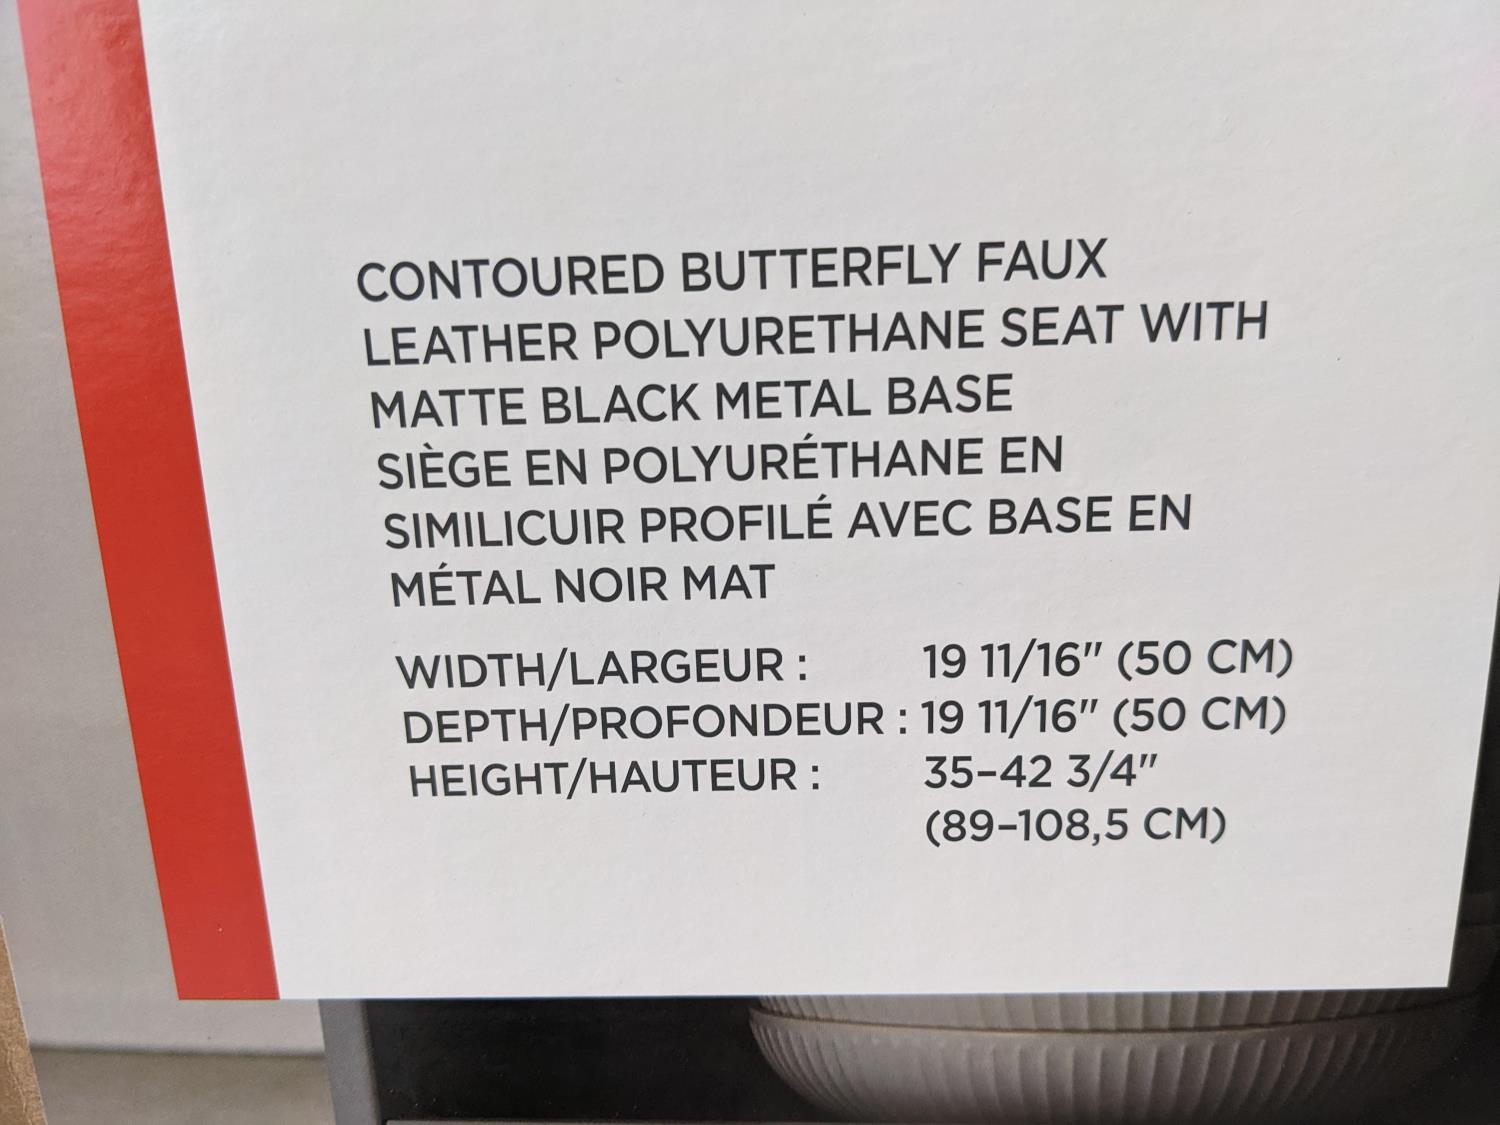 CONTOURED BUTTERFLY FAUX
LEATHER POLYURETHANE SEAT WITH
MATTE BLACK METAL BASE
SIÈGE EN POLYURÉTHANE EN
SIMILICUIR PROFILÉ AVEC BASE EN
MÉTAL NOIR MAT
WIDTH/LARGEUR : 19 11/16" (50 CM)
DEPTH/PROFONDEUR : 19 11/16" (50 CM)
HEIGHT/HAUTEUR : 35–42 3/4"
(89–108,5 CM)